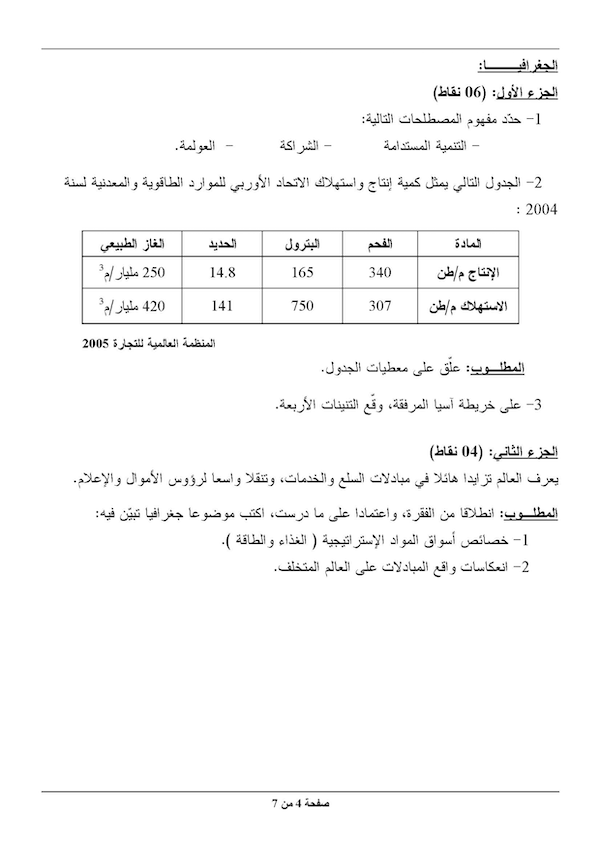 الجغرافيـــــــا:
الجزء الأول: (06 نقاط)
1- حدّد مفهوم المصطلحات التالية:
- التنمية المستدامة - الشراكة - العولمة.
2- الجدول التالي يمثل كمية إنتاج واستهلاك الاتحاد الأوربي للموارد الطاقوية والمعدنية لسنة
2004 :
المادة الفحم البترول الحديد الغاز الطبيعي
الإنتاج م/طن 340 165 14.8 250 مليار/م3
الاستهلاك م/طن 307 750 141 420 مليار/م3
المنظمة العالمية للتجارة 2005
المطلـــوب: علّق على معطيات الجدول.
3- على خريطة آسيا المرفقة، وقّع التنينات الأربعة.
الجزء الثاني: (04 نقاط)
يعرف العالم تزايدا هائلا في مبادلات السلع والخدمات، وتنقلا واسعا لرؤوس الأموال والإعلام.
المطلـــوب: انطلاقا من الفقرة، واعتمادا على ما درست، اكتب موضوعا جغرافيا تبيّن فيه:
1- خصائص أسواق المواد الإستراتيجية ( الغذاء والطاقة ).
2- انعكاسات واقع المبادلات على العالم المتخلف.
صفحة 4 من 7